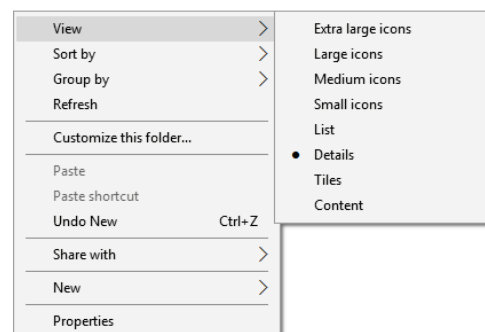 View
Sort by
Group by
Refresh
Customize this folder...
Paste
Paste shortcut
Undo New Ctrl+Z
Share with
New
Properties
Extra large icons
Large icons
Medium icons
Small icons
List
Details
Tiles
Content